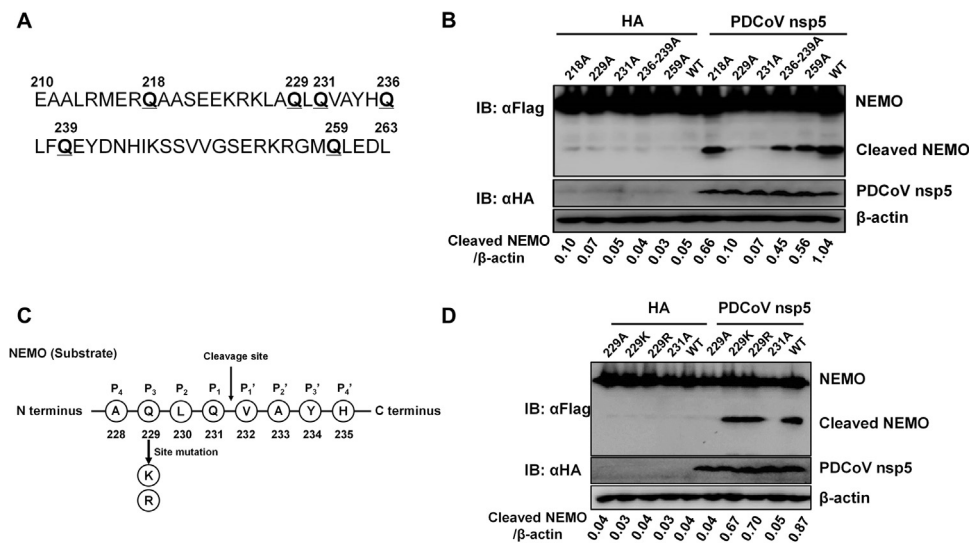 A
210 218 229 231 236
EAALRMERQAASEEKRKLAQLQVAYHQ
239 259 263
LFQEYDNHIKSSVVGSERKRGMQLEDL
B
HA PDCoV nsp5
218A 229A 231A 236-239A 259A WT 218A 229A 231A 236-239A 259A WT
IB: αFlag NEMO
Cleaved NEMO
IB: αHA PDCoV nsp5
β-actin
Cleaved NEMO
/β-actin
0.10 0.07 0.05 0.04 0.03 0.05 0.66 0.10 0.07 0.45 0.56 1.04
C
NEMO (Substrate)
Cleavage site
P4 P3 P2 P1 P1' P2' P3' P4'
N terminus A Q L Q V A Y H C terminus
228 229 230 231 232 233 234 235
Site mutation
K
R
D
HA PDCoV nsp5
229A 229K 229R 231A WT 229A 229K 229R 231A WT
NEMO
IB: αFlag
Cleaved NEMO
IB: αHA PDCoV nsp5
β-actin
Cleaved NEMO
/β-actin
0.04 0.03 0.04 0.03 0.04 0.04 0.67 0.70 0.05 0.87